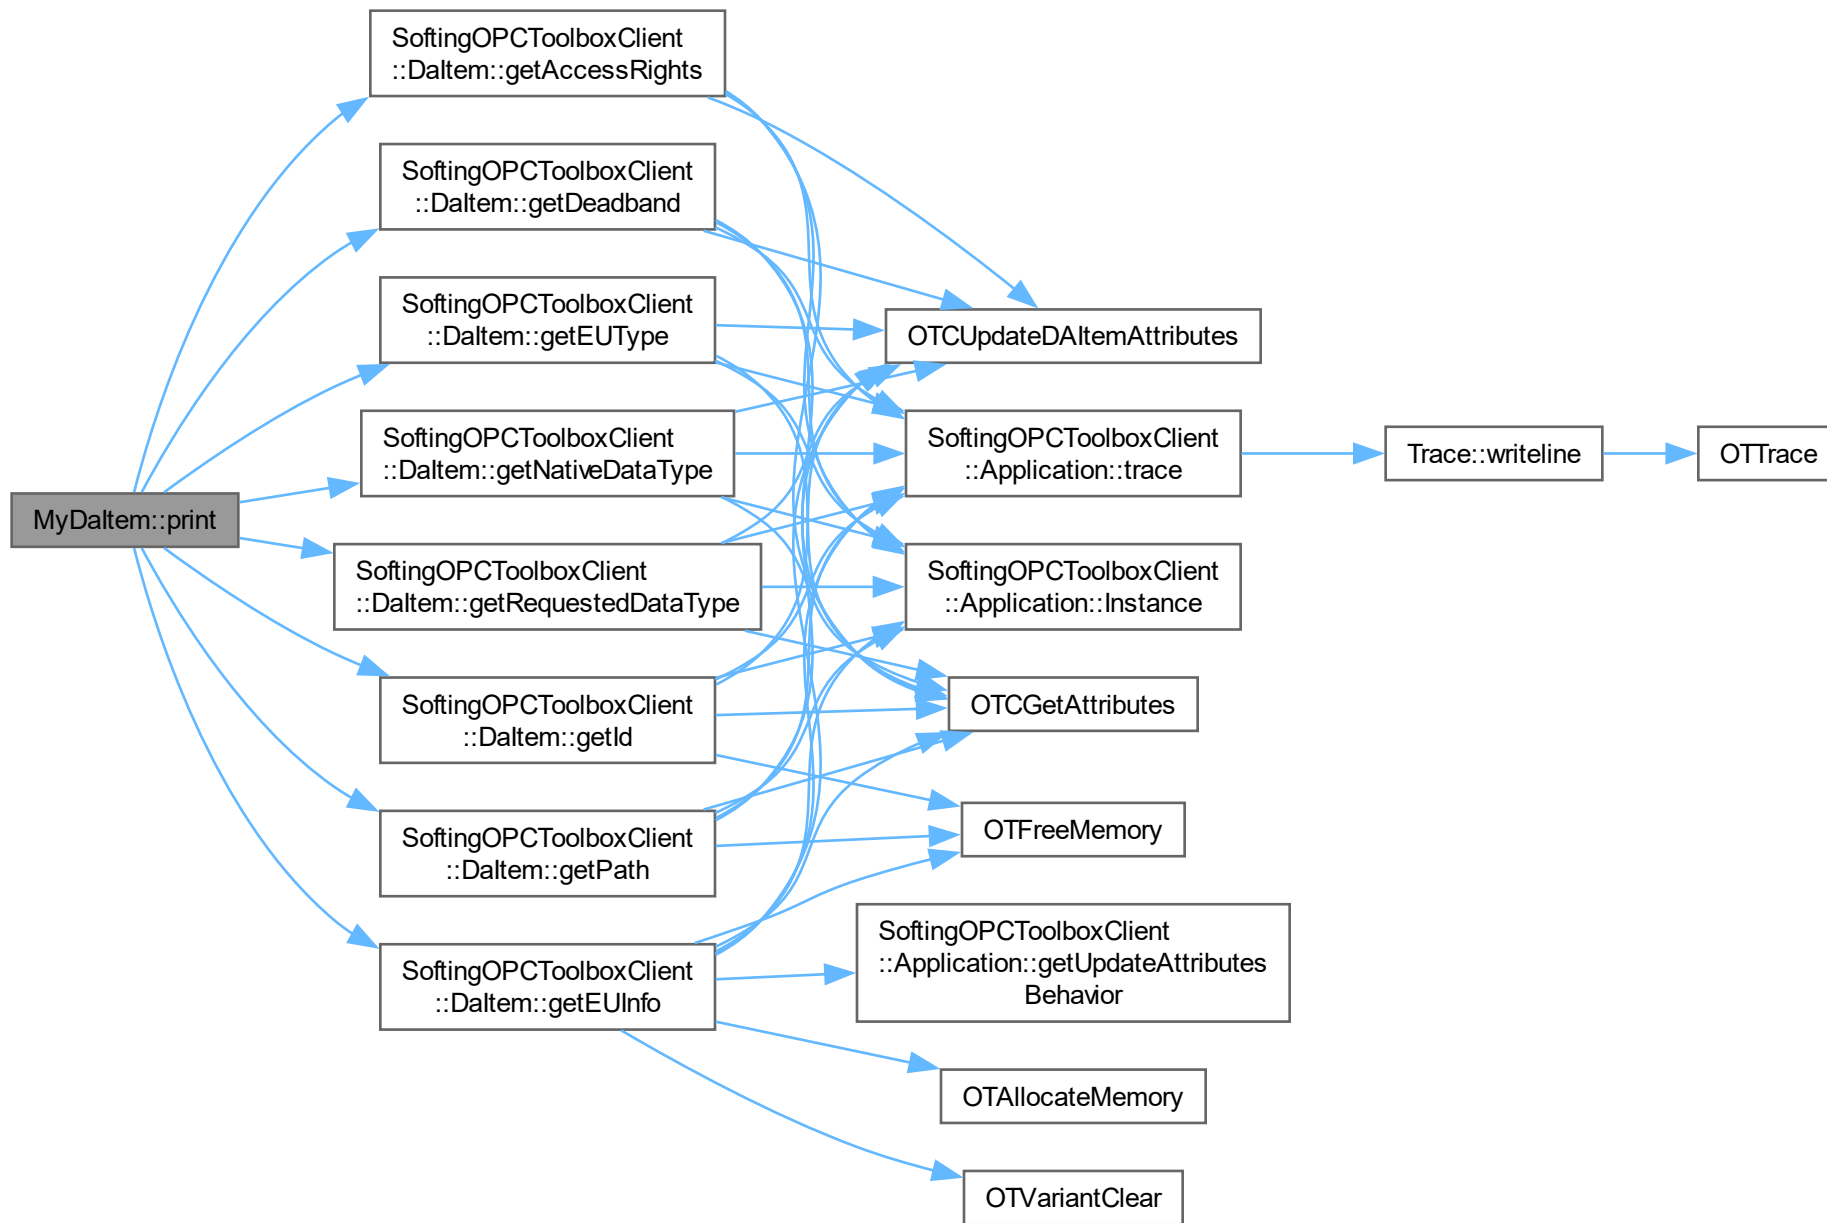 MyDaItem::print
SoftingOPCToolboxClient
::DaItem::getAccessRights
SoftingOPCToolboxClient
::DaItem::getDeadband
SoftingOPCToolboxClient
::DaItem::getEUType
SoftingOPCToolboxClient
::DaItem::getNativeDataType
SoftingOPCToolboxClient
::DaItem::getRequestedDataType
SoftingOPCToolboxClient
::DaItem::getId
SoftingOPCToolboxClient
::DaItem::getPath
SoftingOPCToolboxClient
::DaItem::getEUInfo
OTCUpdateDAItemAttributes
SoftingOPCToolboxClient
::Application::trace
SoftingOPCToolboxClient
::Application::Instance
OTCGetAttributes
OTFreeMemory
SoftingOPCToolboxClient
::Application::getUpdateAttributes
Behavior
OTAllocateMemory
OTVariantClear
Trace::writeline
OTTrace